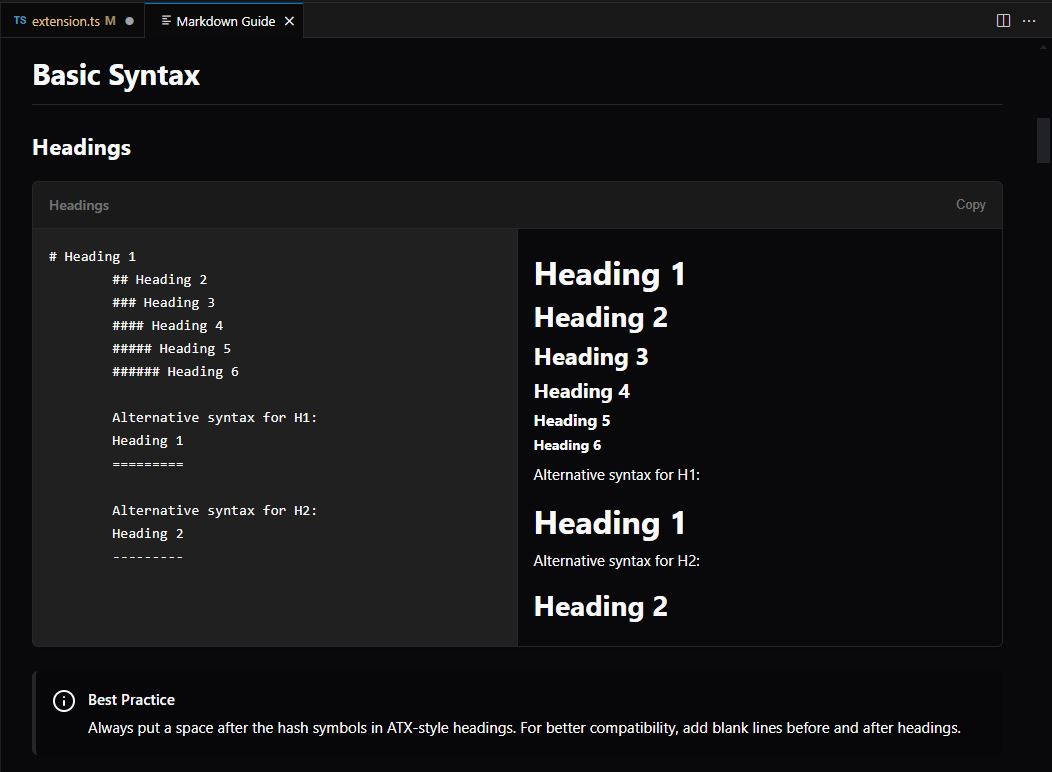 TS extension.ts M
Markdown Guide
Basic Syntax
Headings
Headings
Copy
# Heading 1
## Heading 2
### Heading 3
#### Heading 4
##### Heading 5
###### Heading 6
Alternative syntax for H1:
Heading 1
=========
Alternative syntax for H2:
Heading 2
---------
Heading 1
Heading 2
Heading 3
Heading 4
Heading 5
Heading 6
Alternative syntax for H1:
Heading 1
Alternative syntax for H2:
Heading 2
Best Practice
Always put a space after the hash symbols in ATX-style headings. For better compatibility, add blank lines before and after headings.